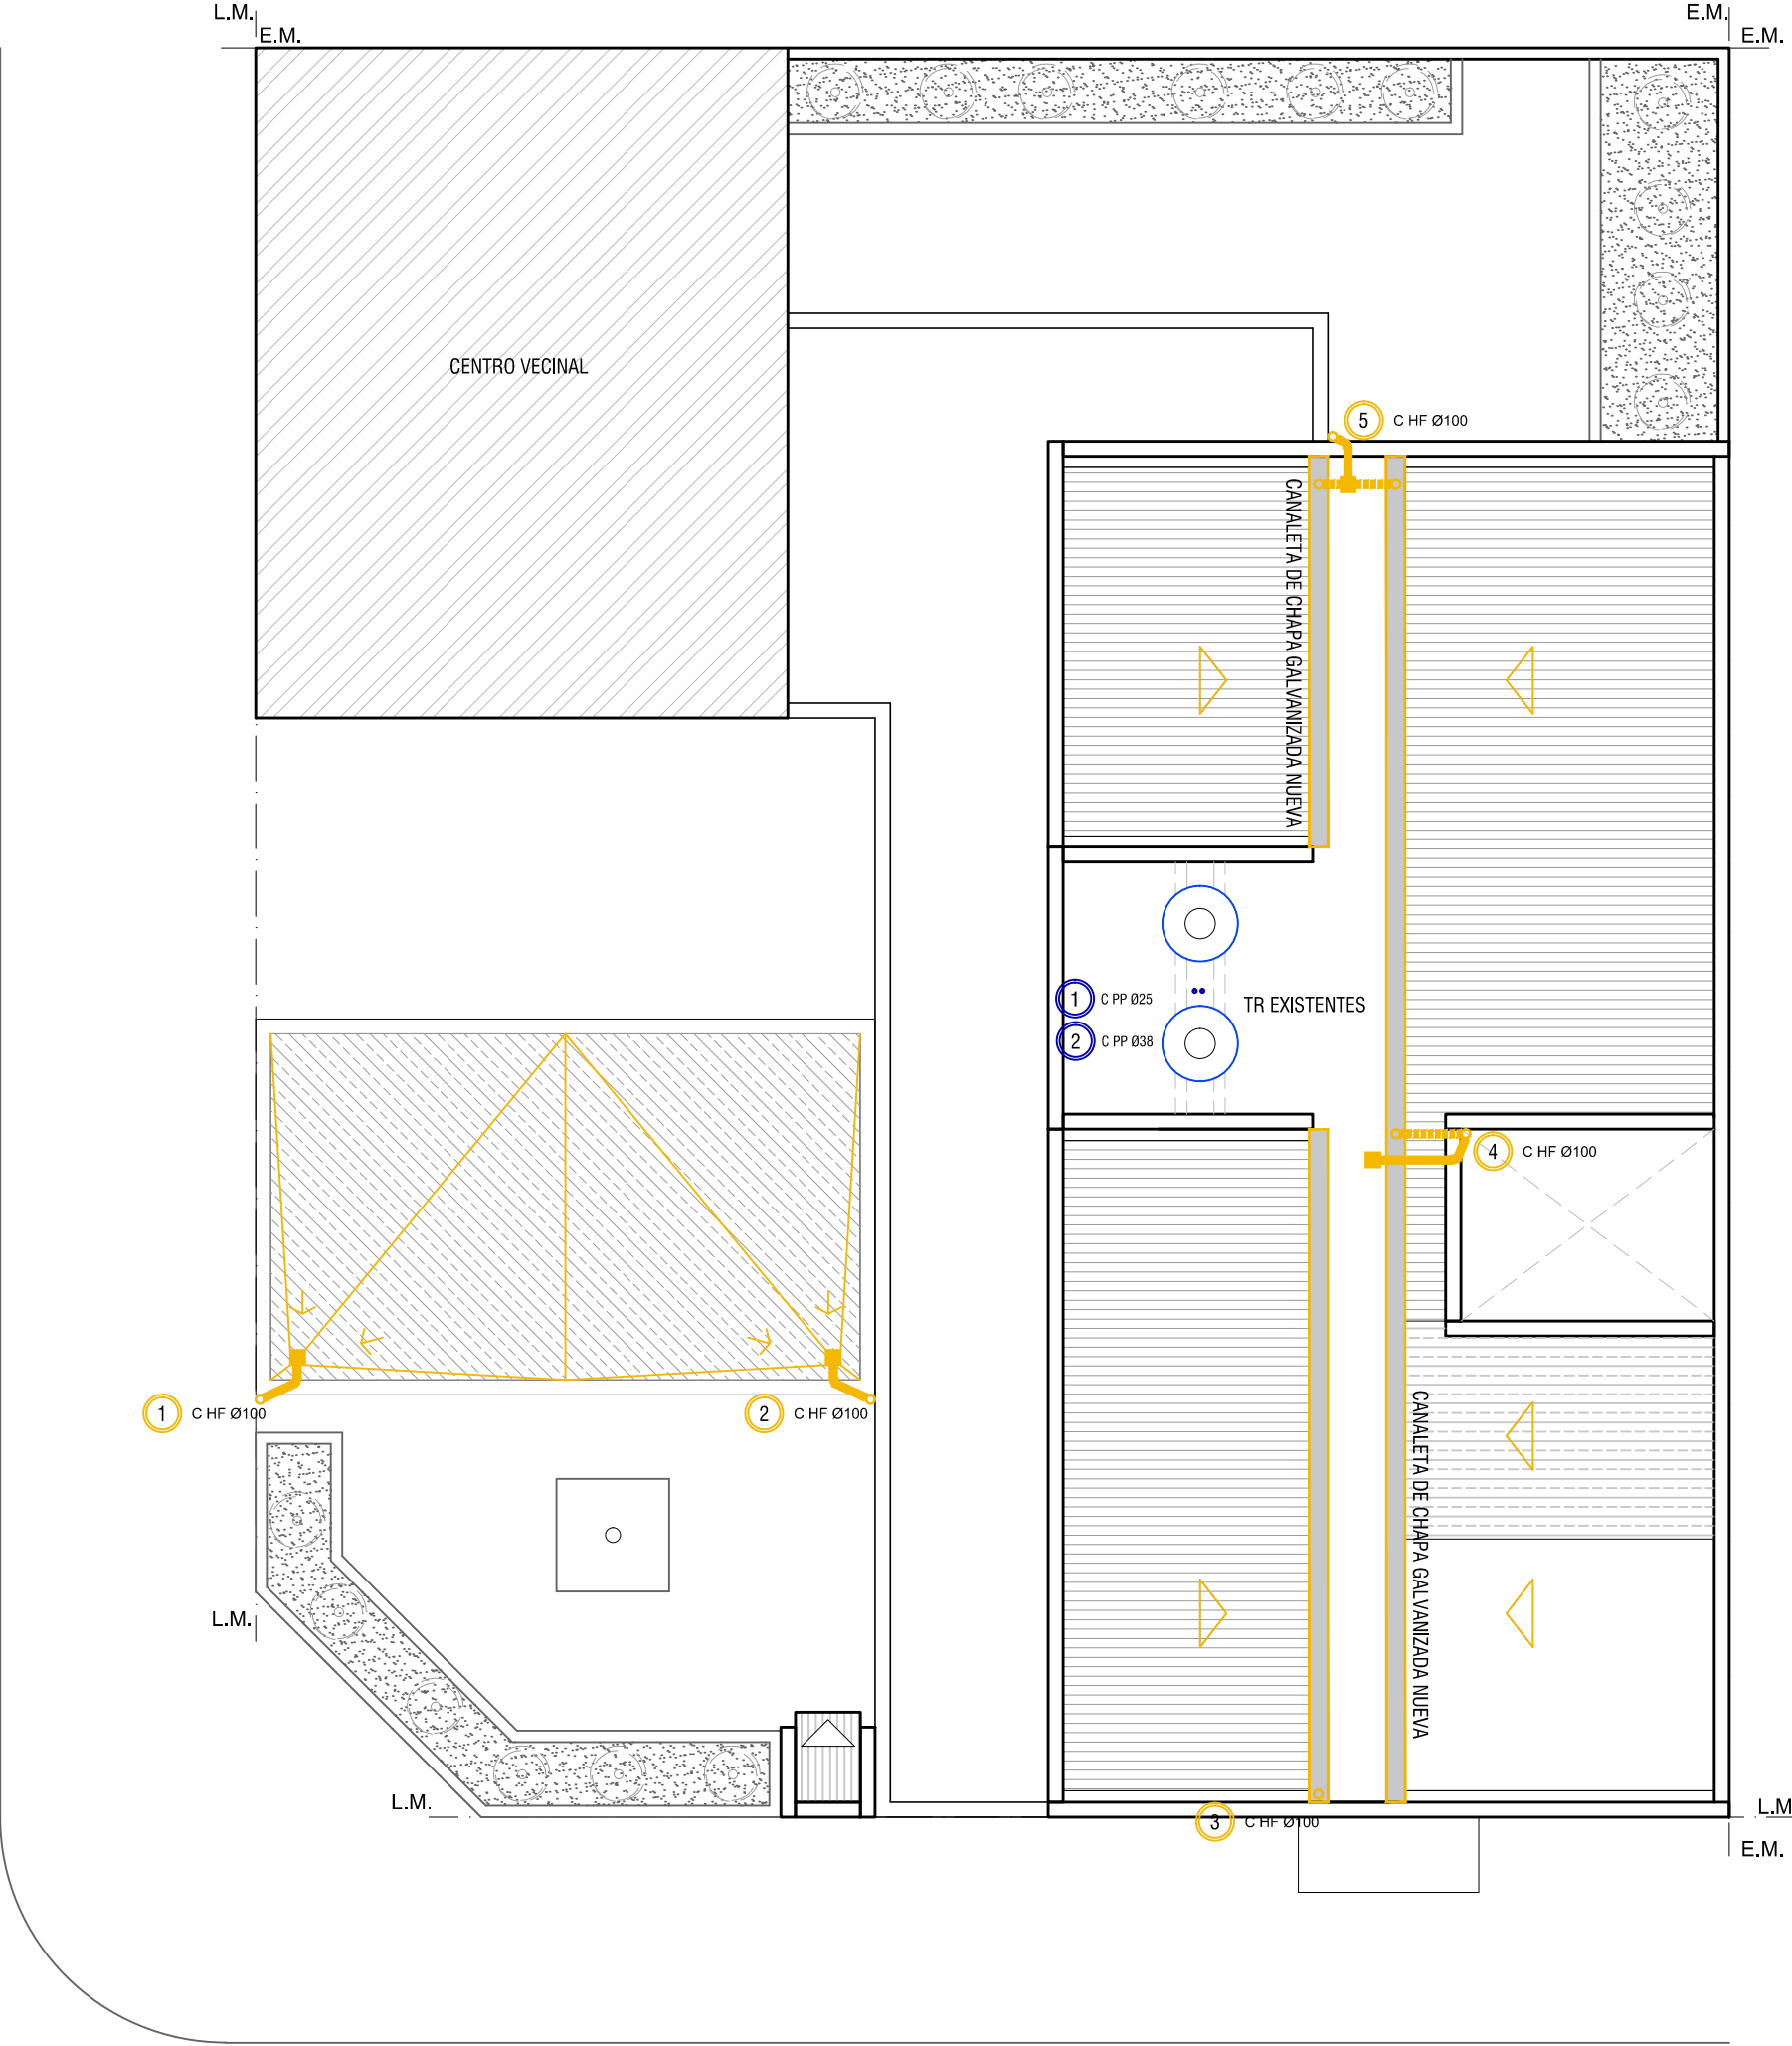 L.M.
E.M.
E.M.
E.M.
CENTRO VECINAL
5 C HF Ø100
CANALETA DE CHAPA GALVANIZADA NUEVA
1 C PP Ø25
TR EXISTENTES
2 C PP Ø38
4 C HF Ø100
1 C HF Ø100
2 C HF Ø100
CANALETA DE CHAPA GALVANIZADA NUEVA
L.M.
L.M.
L.M
3 C HF Ø100
E.M.